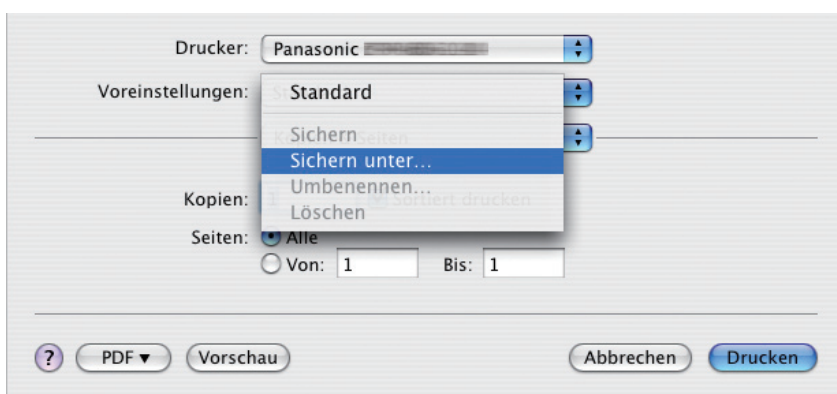 Drucker: Panasonic
Voreinstellungen: Standard
Sichern
Seiten
Sichern unter...
Umbenennen...
Kopien: 1 Sortiert drucken
Löschen
Seiten: Alle
Von: 1 Bis: 1
? PDF Vorschau Abbrechen Drucken